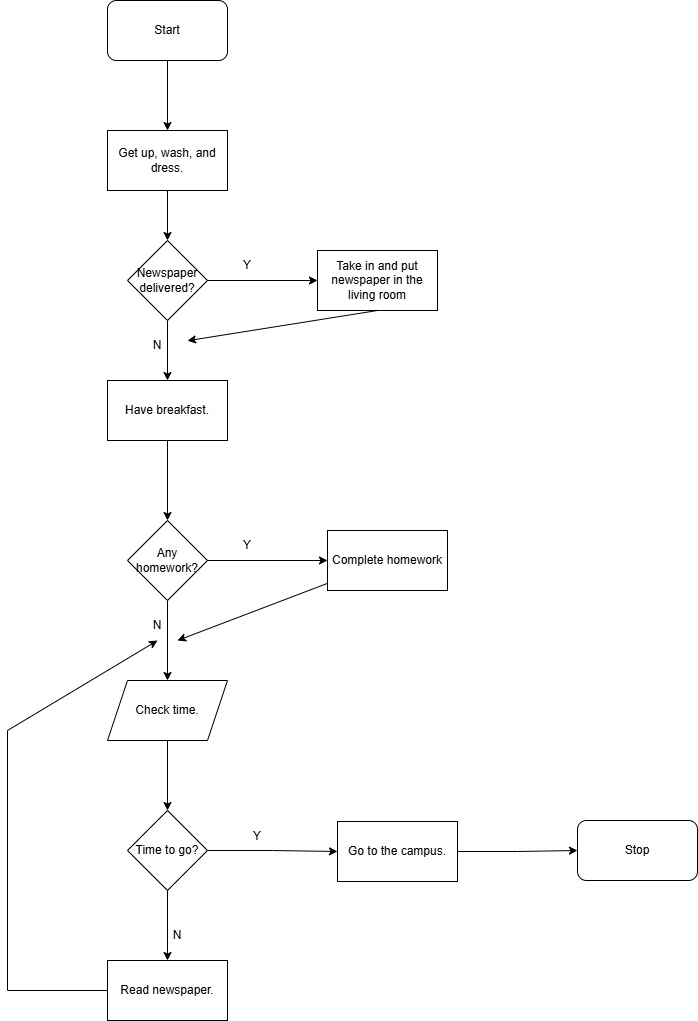 Start
Get up, wash, and
dress.
Newspaper
delivered?
Y
Take in and put
newspaper in the
living room
N
Have breakfast.
Any
homework?
Y
Complete homework
N
Check time.
Time to go?
Y
Go to the campus.
Stop
N
Read newspaper.